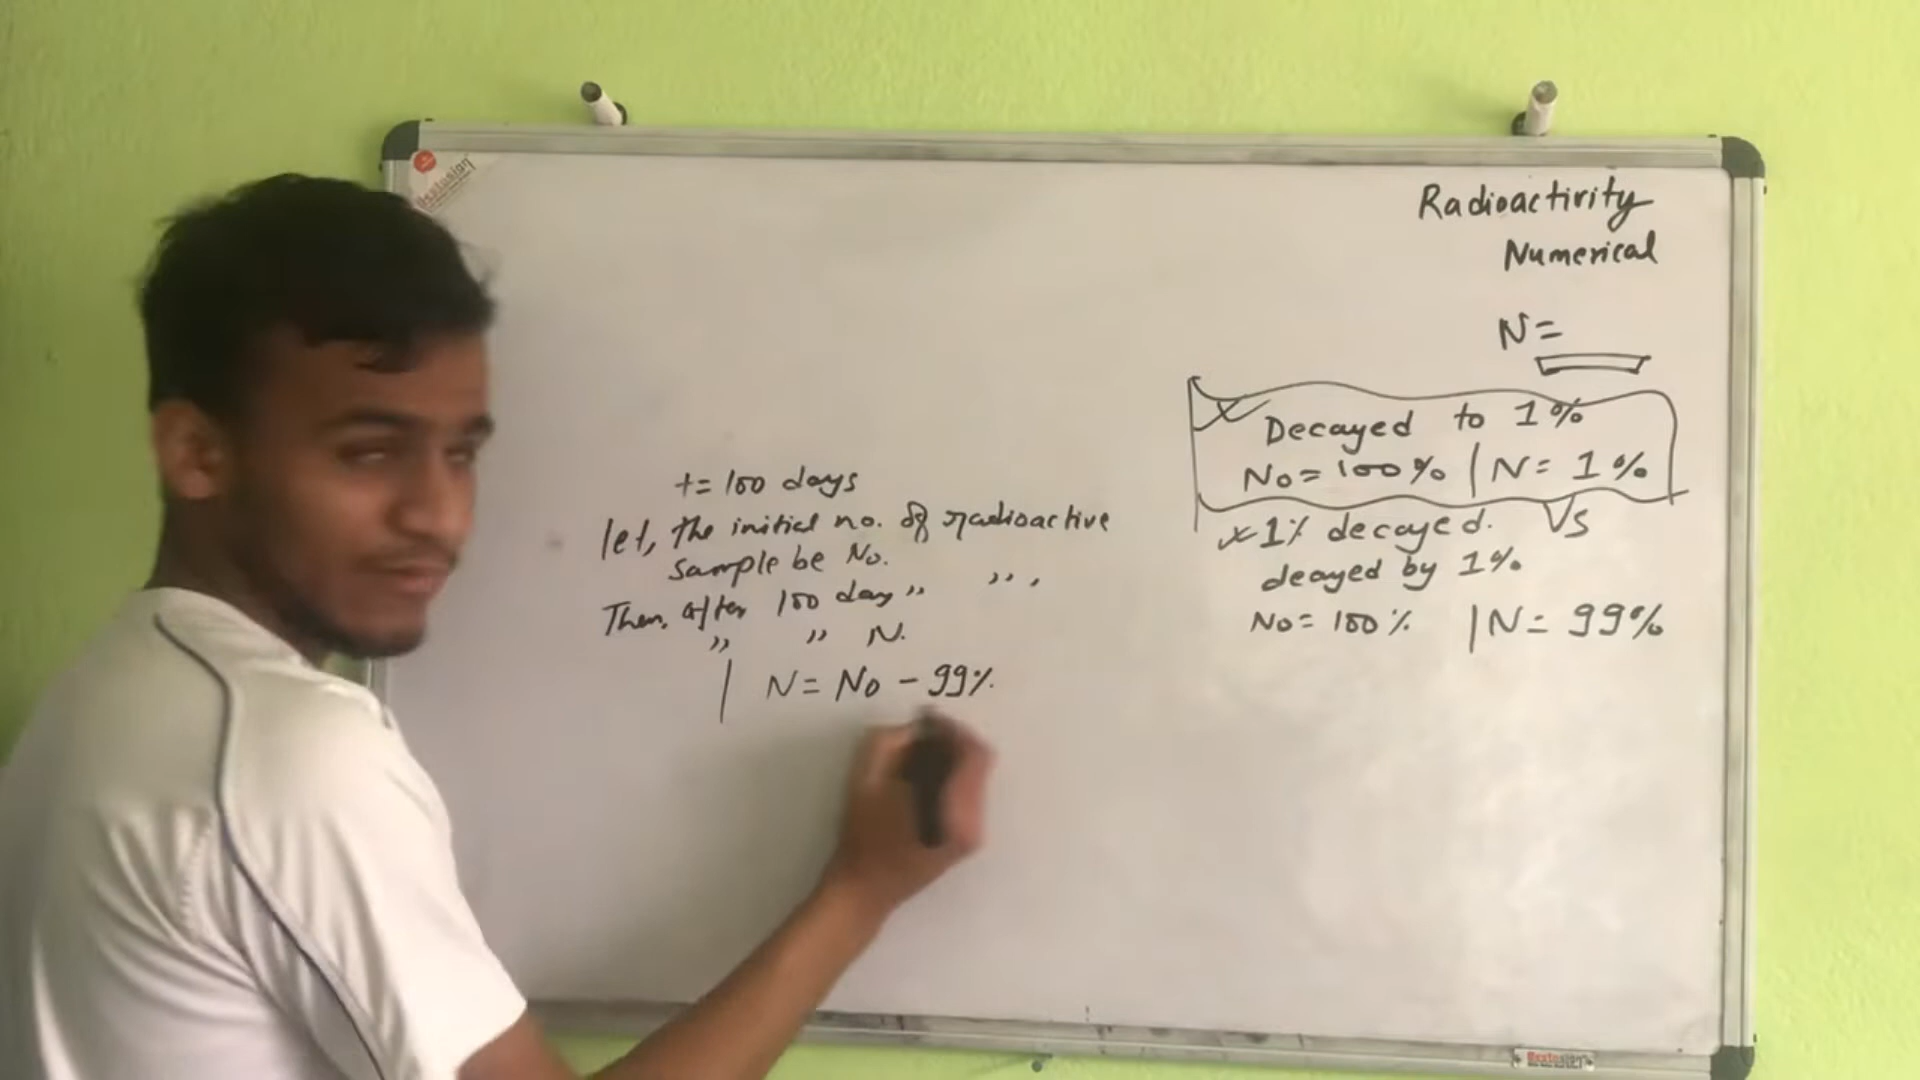 Radioactivity
Numerical
N=
Decayed to 1%
No=100% | N= 1%
x 1% decayed. Vs
deayed by 1%
No= 100% | N= 99%
t= 100 days
let, the initial no. of radioactive
Sample be No.
Then, after 100 day " " ,
" " N.
| N= No - 99%